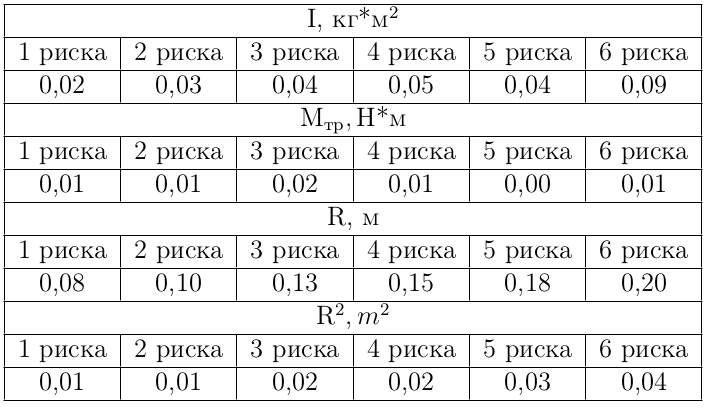 I, кг*м²
1 риска 2 риска 3 риска 4 риска 5 риска 6 риска
0,02 0,03 0,04 0,05 0,04 0,09
Mтр, Н*м
1 риска 2 риска 3 риска 4 риска 5 риска 6 риска
0,01 0,01 0,02 0,01 0,00 0,01
R, м
1 риска 2 риска 3 риска 4 риска 5 риска 6 риска
0,08 0,10 0,13 0,15 0,18 0,20
R², m²
1 риска 2 риска 3 риска 4 риска 5 риска 6 риска
0,01 0,01 0,02 0,02 0,03 0,04